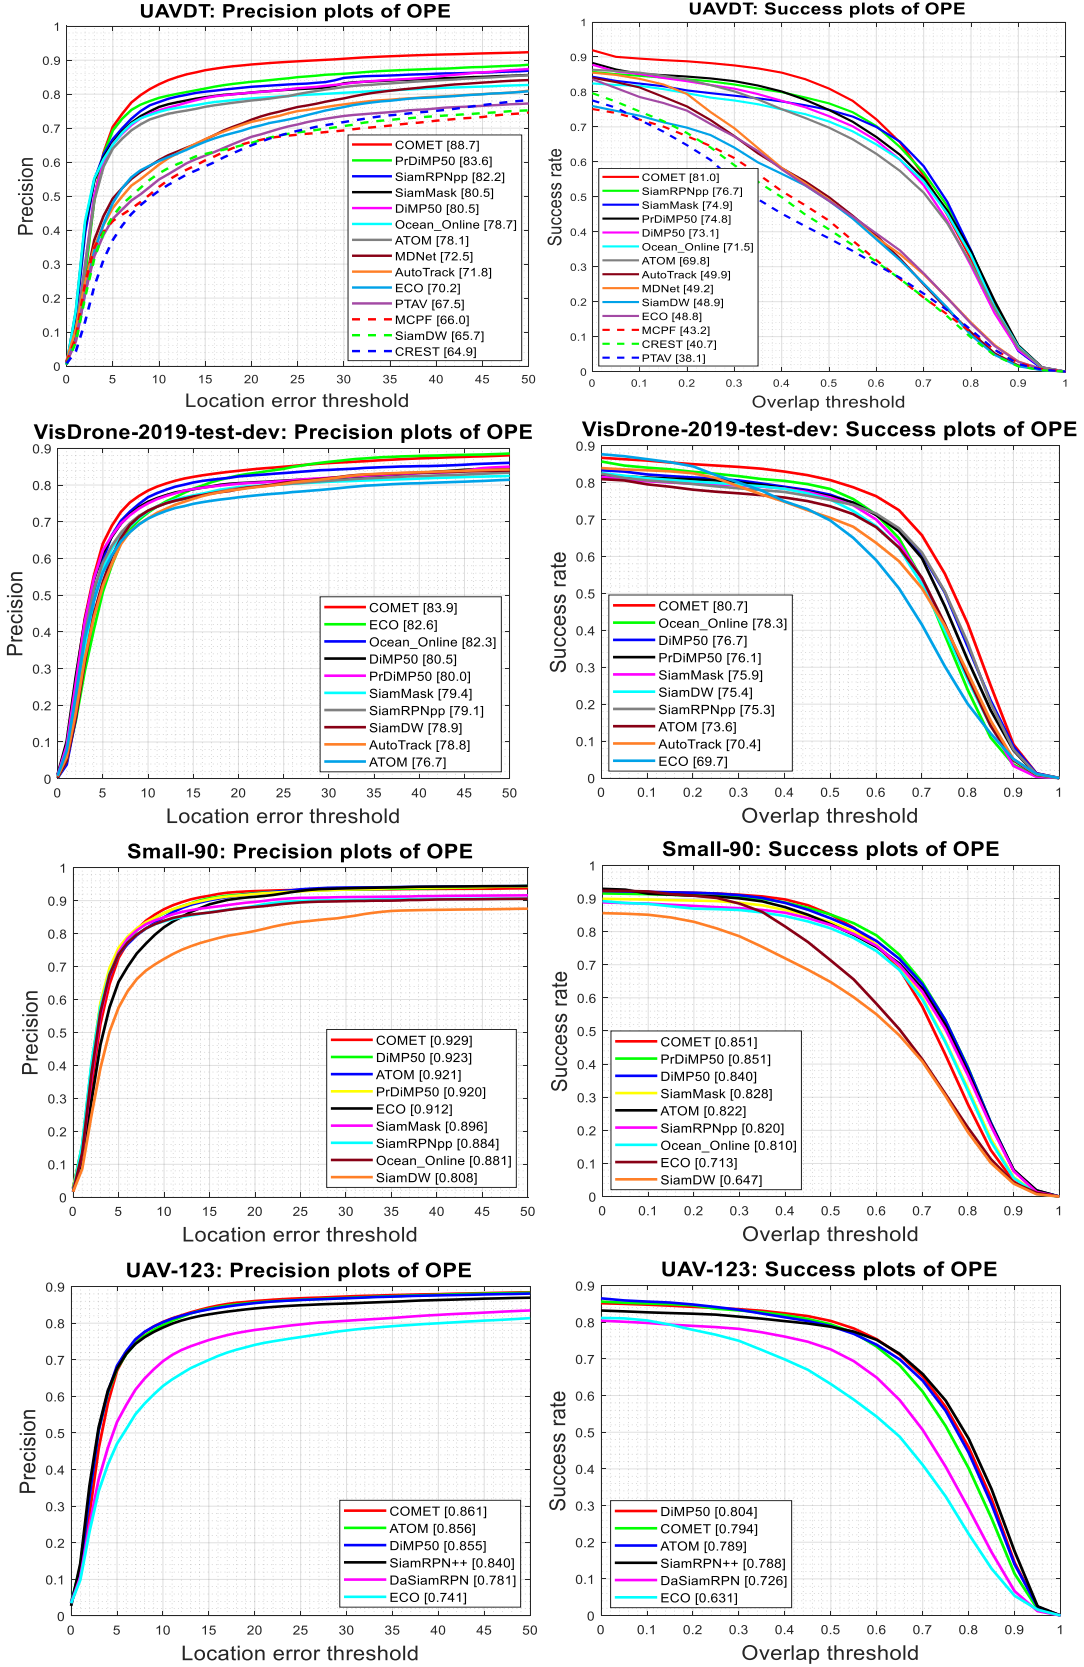 UAVDT: Precision plots of OPE
Precision
1
0.9
0.8
0.7
0.6
0.5
0.4
0.3
0.2
0.1
0
COMET [88.7]
PrDiMP50 [83.6]
SiamRPNpp [82.2]
SiamMask [80.5]
DiMP50 [80.5]
Ocean_Online [78.7]
ATOM [78.1]
MDNet [72.5]
AutoTrack [71.8]
ECO [70.2]
PTAV [67.5]
MCPF [66.0]
SiamDW [65.7]
CREST [64.9]
0 5 10 15 20 25 30 35 40 45 50
Location error threshold
UAVDT: Success plots of OPE
Success rate
1
0.9
0.8
0.7
0.6
0.5
0.4
0.3
0.2
0.1
0
COMET [81.0]
SiamRPNpp [76.7]
SiamMask [74.9]
PrDiMP50 [74.8]
DiMP50 [73.1]
Ocean_Online [71.5]
ATOM [69.8]
AutoTrack [49.9]
MDNet [49.2]
SiamDW [48.9]
ECO [48.8]
MCPF [43.2]
CREST [40.7]
PTAV [38.1]
0 0.1 0.2 0.3 0.4 0.5 0.6 0.7 0.8 0.9 1
Overlap threshold
VisDrone-2019-test-dev: Precision plots of OPE
Precision
0.9
0.8
0.7
0.6
0.5
0.4
0.3
0.2
0.1
0
COMET [83.9]
ECO [82.6]
Ocean_Online [82.3]
DiMP50 [80.5]
PrDiMP50 [80.0]
SiamMask [79.4]
SiamRPNpp [79.1]
SiamDW [78.9]
AutoTrack [78.8]
ATOM [76.7]
0 5 10 15 20 25 30 35 40 45 50
Location error threshold
VisDrone-2019-test-dev: Success plots of OPE
Success rate
0.9
0.8
0.7
0.6
0.5
0.4
0.3
0.2
0.1
0
COMET [80.7]
Ocean_Online [78.3]
DiMP50 [76.7]
PrDiMP50 [76.1]
SiamMask [75.9]
SiamDW [75.4]
SiamRPNpp [75.3]
ATOM [73.6]
AutoTrack [70.4]
ECO [69.7]
0 0.1 0.2 0.3 0.4 0.5 0.6 0.7 0.8 0.9 1
Overlap threshold
Small-90: Precision plots of OPE
Precision
1
0.9
0.8
0.7
0.6
0.5
0.4
0.3
0.2
0.1
0
COMET [0.929]
DiMP50 [0.923]
ATOM [0.921]
PrDiMP50 [0.920]
ECO [0.912]
SiamMask [0.896]
SiamRPNpp [0.884]
Ocean_Online [0.881]
SiamDW [0.808]
0 5 10 15 20 25 30 35 40 45 50
Location error threshold
Small-90: Success plots of OPE
Success rate
1
0.9
0.8
0.7
0.6
0.5
0.4
0.3
0.2
0.1
0
COMET [0.851]
PrDiMP50 [0.851]
DiMP50 [0.840]
SiamMask [0.828]
ATOM [0.822]
SiamRPNpp [0.820]
Ocean_Online [0.810]
ECO [0.713]
SiamDW [0.647]
0 0.1 0.2 0.3 0.4 0.5 0.6 0.7 0.8 0.9 1
Overlap threshold
UAV-123: Precision plots of OPE
Precision
0.9
0.8
0.7
0.6
0.5
0.4
0.3
0.2
0.1
0
COMET [0.861]
ATOM [0.856]
DiMP50 [0.855]
SiamRPN++ [0.840]
DaSiamRPN [0.781]
ECO [0.741]
0 5 10 15 20 25 30 35 40 45 50
Location error threshold
UAV-123: Success plots of OPE
Success rate
0.9
0.8
0.7
0.6
0.5
0.4
0.3
0.2
0.1
0
DiMP50 [0.804]
COMET [0.794]
ATOM [0.789]
SiamRPN++ [0.788]
DaSiamRPN [0.726]
ECO [0.631]
0 0.1 0.2 0.3 0.4 0.5 0.6 0.7 0.8 0.9 1
Overlap threshold